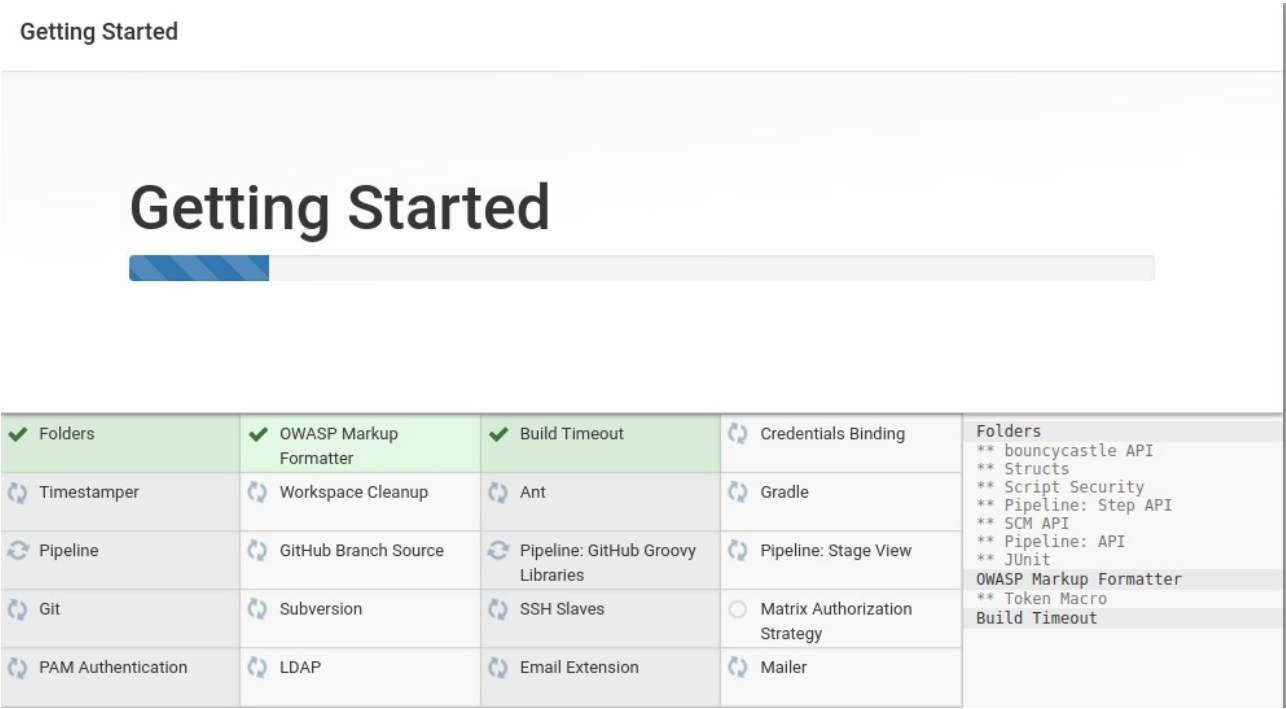 Getting Started
Getting Started
Folders
OWASP Markup
Formatter
Build Timeout
Credentials Binding
Timestamper
Workspace Cleanup
Ant
Gradle
Pipeline
GitHub Branch Source
Pipeline: GitHub Groovy
Libraries
Pipeline: Stage View
Git
Subversion
SSH Slaves
Matrix Authorization
Strategy
PAM Authentication
LDAP
Email Extension
Mailer
Folders
** bouncycastle API
** Structs
** Script Security
** Pipeline: Step API
** SCM API
** Pipeline: API
** JUnit
OWASP Markup Formatter
** Token Macro
Build Timeout